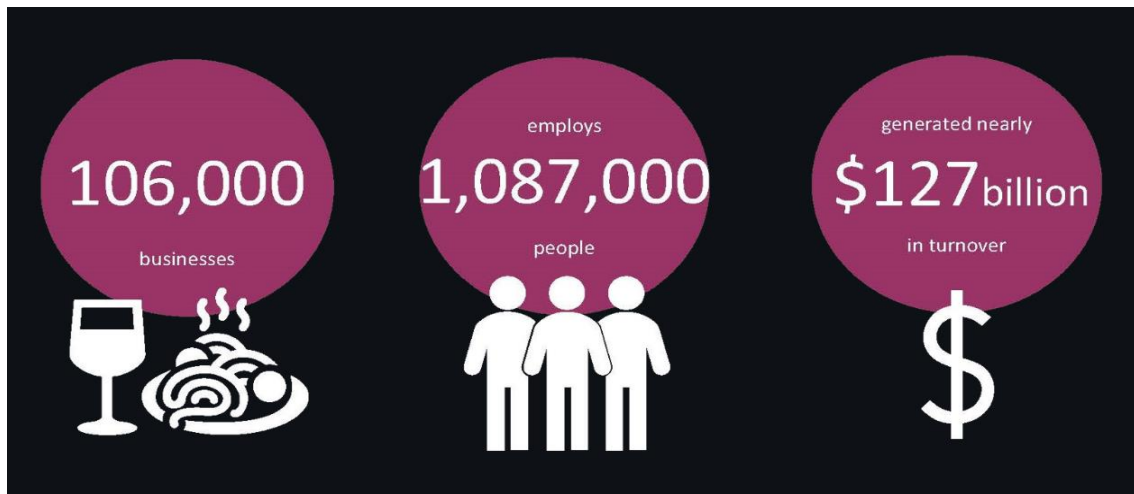 106,000
businesses
employs
1,087,000
people
generated nearly
$127billion
in turnover